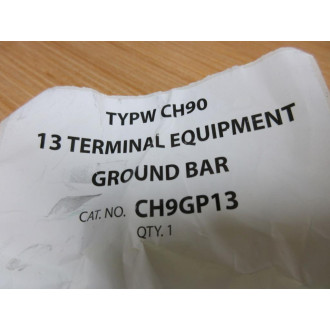 TYPW CH90
13 TERMINAL EQUIPMENT
GROUND BAR
CAT. NO. CH9GP13
QTY. 1